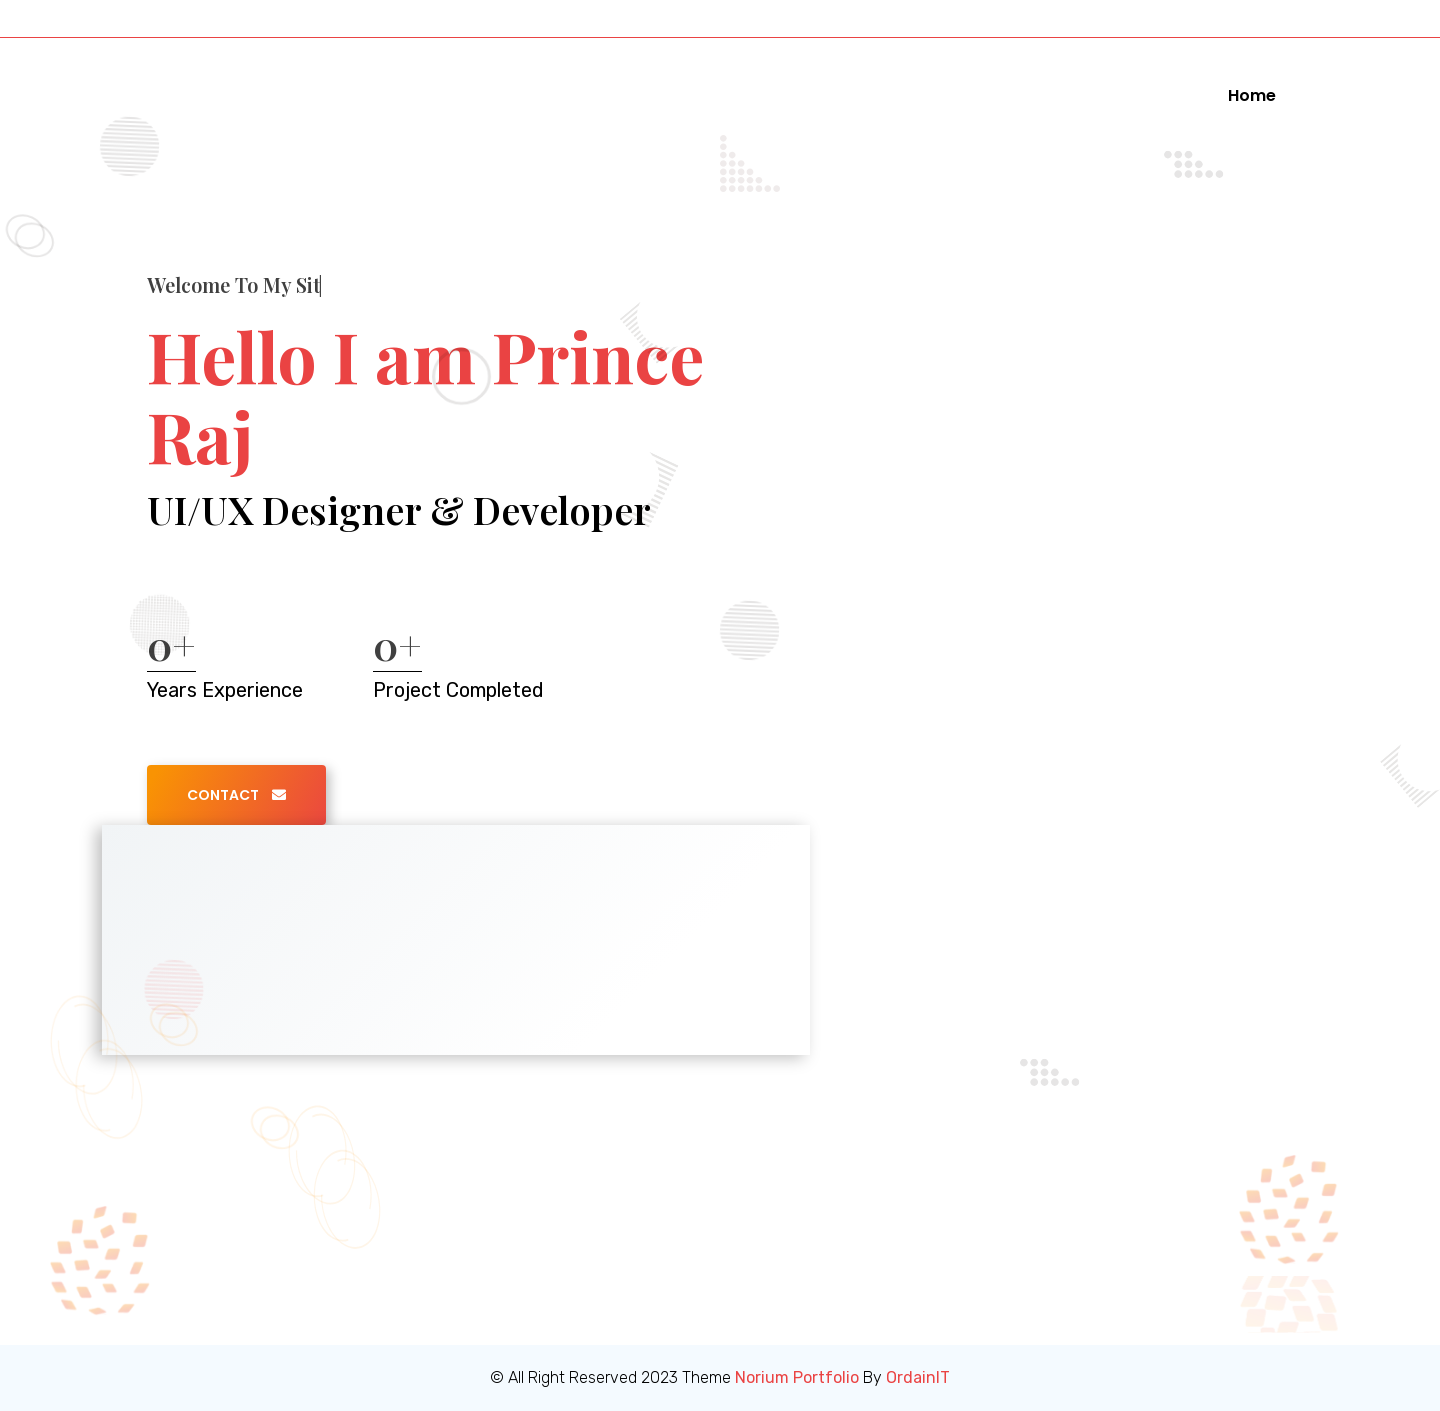 Home
Welcome To My Sit
Hello I am Prince
Raj
UI/UX Designer & Developer
0+
0+
Years Experience
Project Completed
CONTACT
© All Right Reserved 2023 Theme Norium Portfolio By OrdainIT